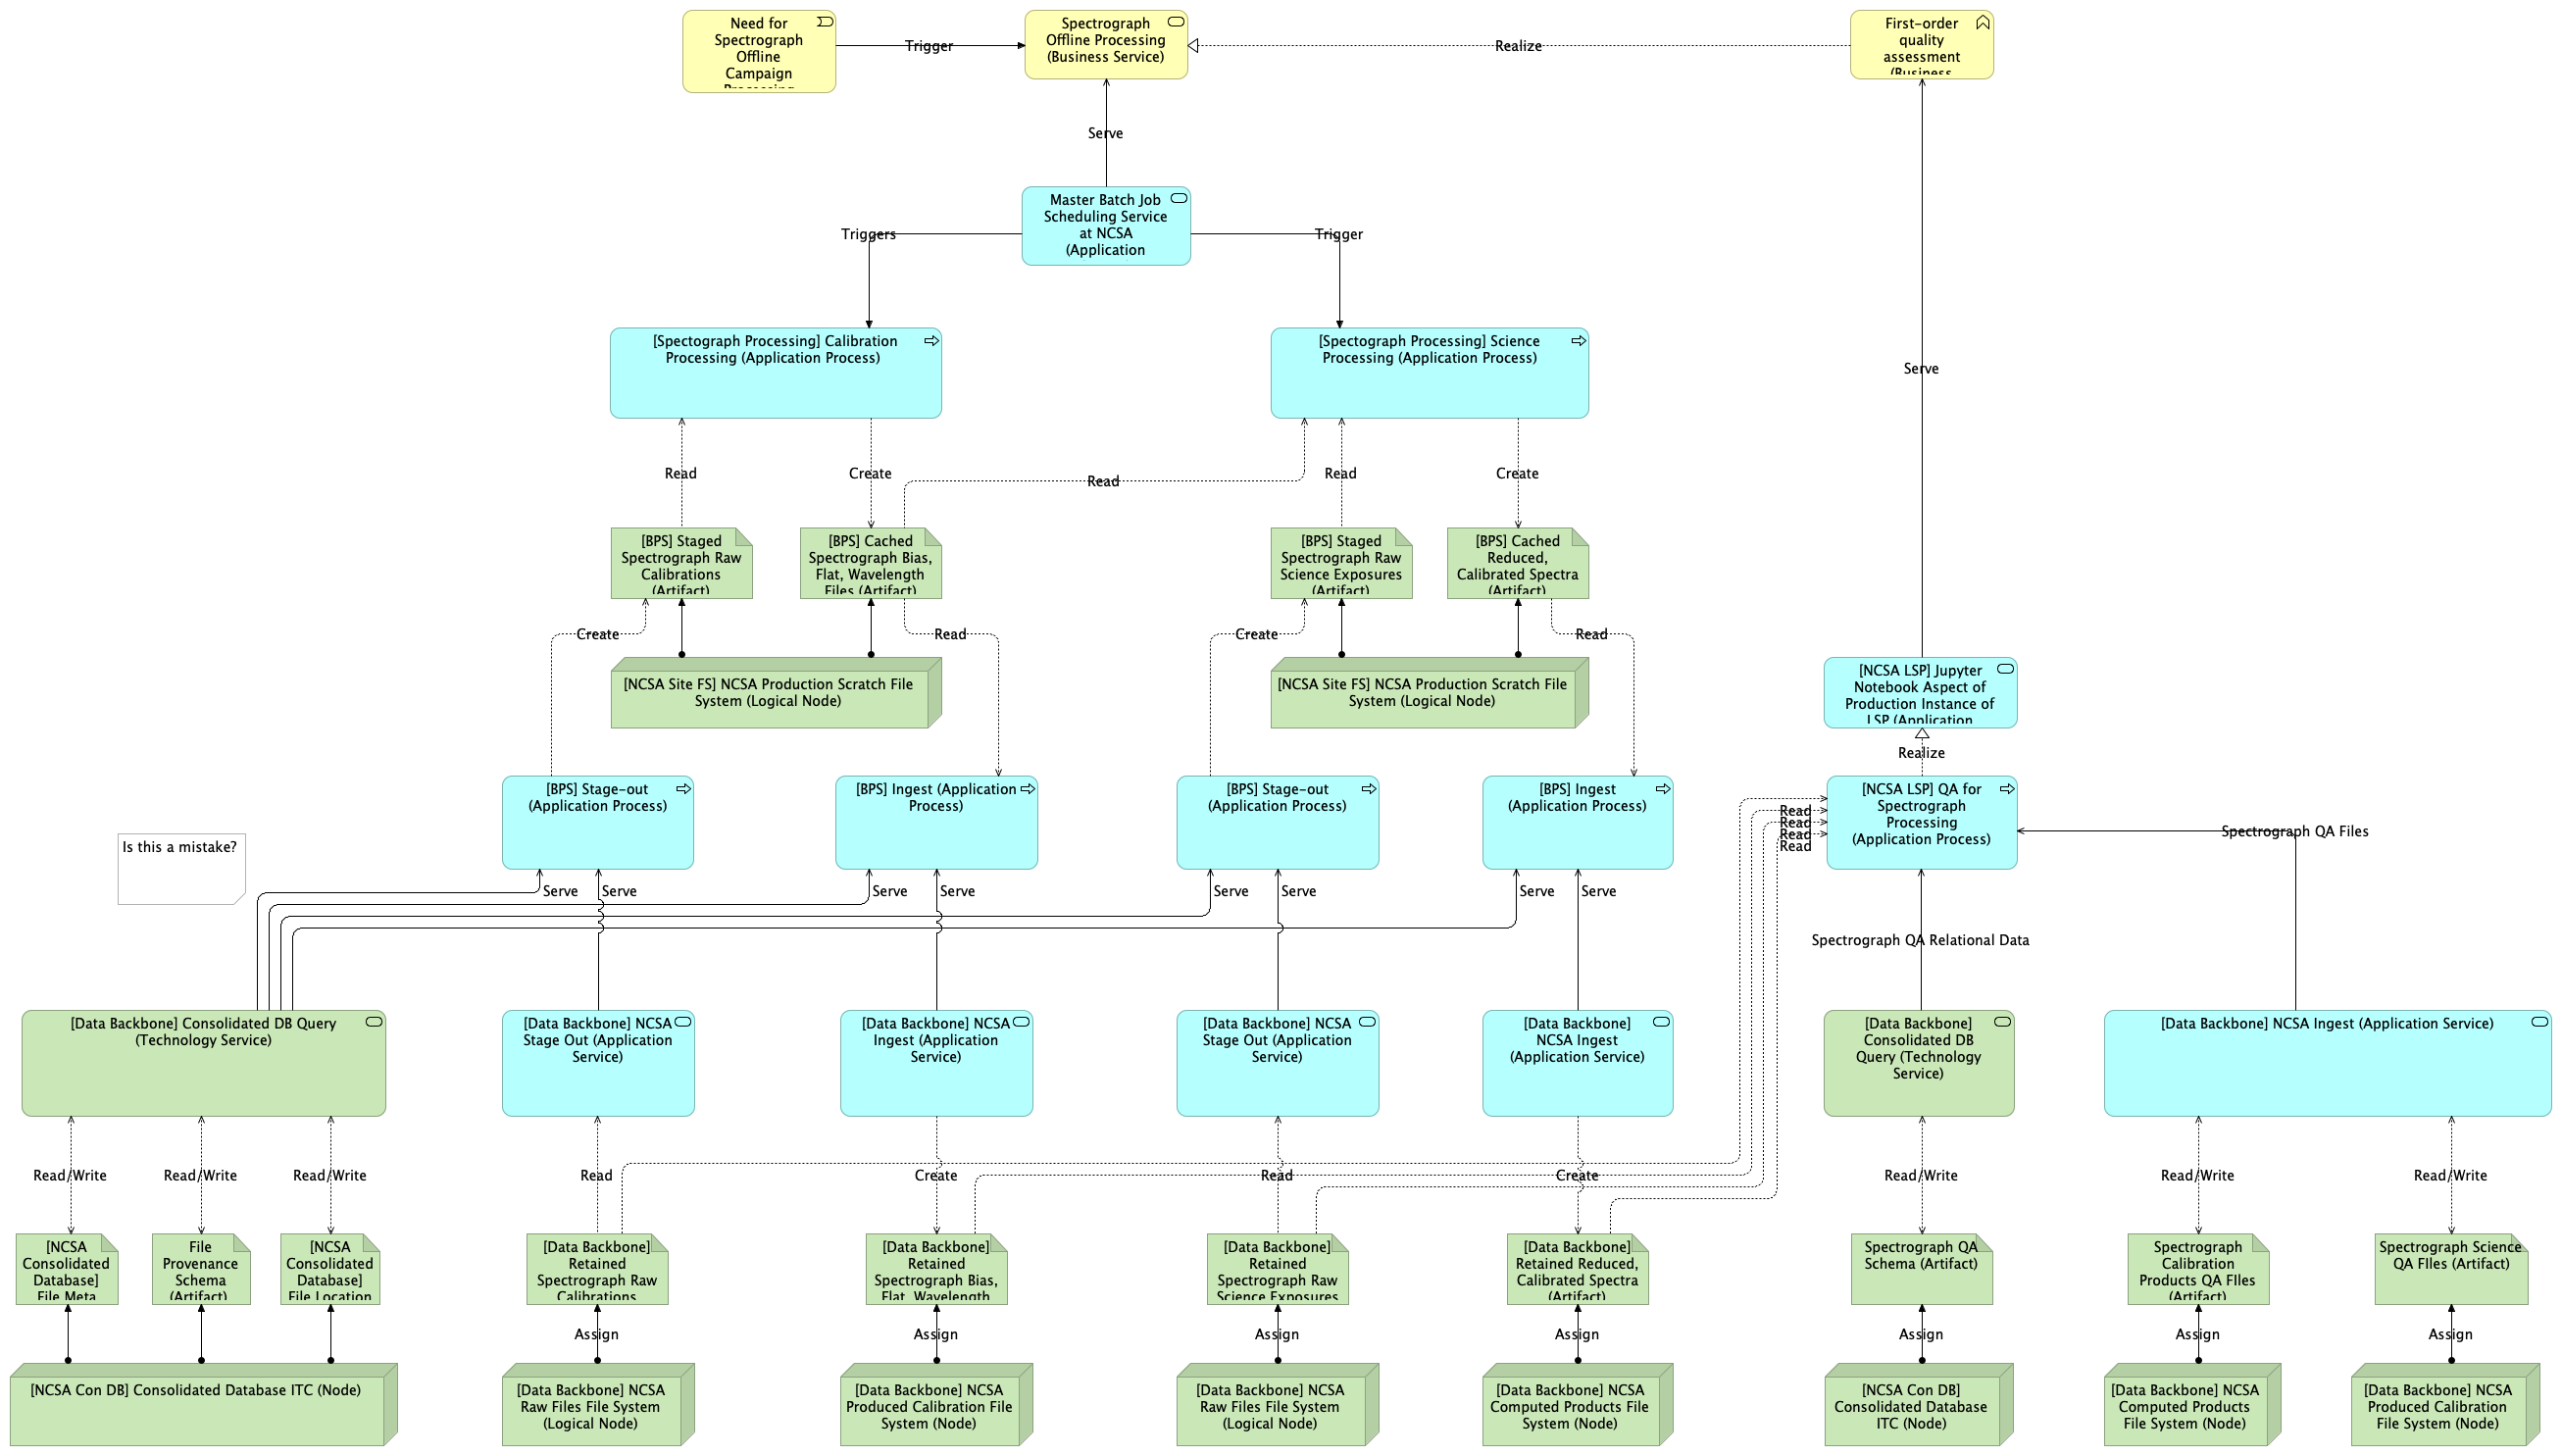 Need for
Spectrograph
Offline
Campaign
Processing
Spectrograph
Offline Processing
(Business Service)
First-order
quality
assessment
(Business
Trigger
Realize
Serve
Master Batch Job
Scheduling Service
at NCSA
(Application
Triggers
Trigger
[Spectograph Processing] Calibration
Processing (Application Process)
[Spectograph Processing] Science
Processing (Application Process)
Serve
Read
Create
Read
Read
Create
[BPS] Staged
Spectrograph Raw
Calibrations
(Artifact)
[BPS] Cached
Spectrograph Bias,
Flat, Wavelength
Files (Artifact)
[BPS] Staged
Spectrograph Raw
Science Exposures
(Artifact)
[BPS] Cached
Reduced,
Calibrated Spectra
(Artifact)
Create
Read
Create
Read
[NCSA Site FS] NCSA Production Scratch File
System (Logical Node)
[NCSA Site FS] NCSA Production Scratch File
System (Logical Node)
[NCSA LSP] Jupyter
Notebook Aspect of
Production Instance of
LSP (Application
Realize
[BPS] Stage-out
(Application Process)
[BPS] Ingest (Application
Process)
[BPS] Stage-out
(Application Process)
[BPS] Ingest
(Application Process)
[NCSA LSP] QA for
Spectrograph
Processing
(Application Process)
Read
Read
Read
Read
Spectrograph QA Files
Is this a mistake?
Serve
Serve
Serve
Serve
Serve
Serve
Serve
Serve
Spectrograph QA Relational Data
[Data Backbone] Consolidated DB Query
(Technology Service)
[Data Backbone] NCSA
Stage Out (Application
Service)
[Data Backbone] NCSA
Ingest (Application
Service)
[Data Backbone] NCSA
Stage Out (Application
Service)
[Data Backbone]
NCSA Ingest
(Application Service)
[Data Backbone]
Consolidated DB
Query (Technology
Service)
[Data Backbone] NCSA Ingest (Application Service)
Read/Write
Read/Write
Read/Write
Read
Create
Read
Create
Read/Write
Read/Write
Read/Write
[NCSA
Consolidated
Database]
File Meta
File
Provenance
Schema
(Artifact)
[NCSA
Consolidated
Database]
File Location
[Data Backbone]
Retained
Spectrograph Raw
Calibrations
[Data Backbone]
Retained
Spectrograph Bias,
Flat, Wavelength
[Data Backbone]
Retained
Spectrograph Raw
Science Exposures
[Data Backbone]
Retained Reduced,
Calibrated Spectra
(Artifact)
Spectrograph QA
Schema (Artifact)
Spectrograph
Calibration
Products QA FIles
(Artifact)
Spectrograph Science
QA FIles (Artifact)
Assign
Assign
Assign
Assign
Assign
Assign
Assign
[NCSA Con DB] Consolidated Database ITC (Node)
[Data Backbone] NCSA
Raw Files File System
(Logical Node)
[Data Backbone] NCSA
Produced Calibration File
System (Node)
[Data Backbone] NCSA
Raw Files File System
(Logical Node)
[Data Backbone] NCSA
Computed Products File
System (Node)
[NCSA Con DB]
Consolidated Database
ITC (Node)
[Data Backbone] NCSA
Computed Products
File System (Node)
[Data Backbone] NCSA
Produced Calibration
File System (Node)